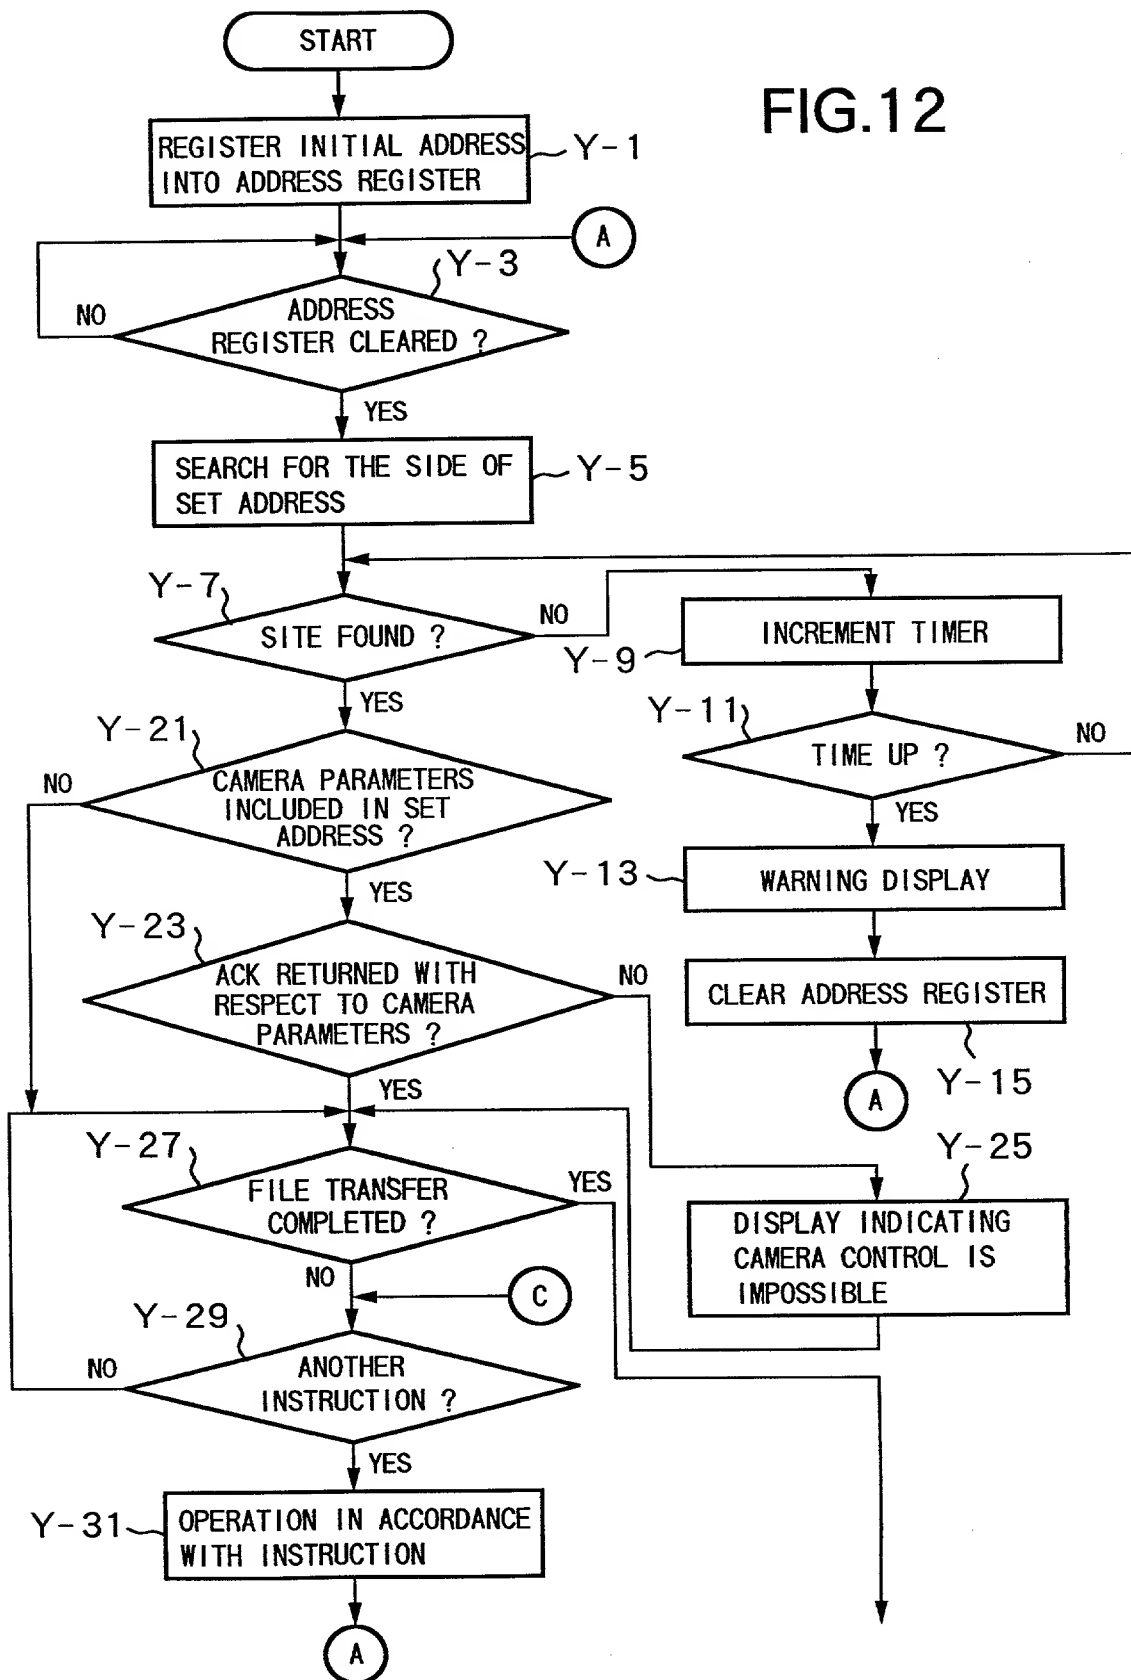 START
FIG.12
REGISTER INITIAL ADDRESS
INTO ADDRESS REGISTER
Y-1
A
Y-3
NO
ADDRESS
REGISTER CLEARED ?
YES
SEARCH FOR THE SIDE OF
SET ADDRESS
Y-5
Y-7
SITE FOUND ?
NO
INCREMENT TIMER
Y-9
YES
Y-21
Y-11
TIME UP ?
NO
NO
CAMERA PARAMETERS
INCLUDED IN SET
ADDRESS ?
YES
YES
Y-13
WARNING DISPLAY
Y-23
ACK RETURNED WITH
RESPECT TO CAMERA
PARAMETERS ?
NO
CLEAR ADDRESS REGISTER
YES
Y-15
A
Y-27
FILE TRANSFER
COMPLETED ?
YES
Y-25
DISPLAY INDICATING
CAMERA CONTROL IS
IMPOSSIBLE
NO
C
Y-29
NO
ANOTHER
INSTRUCTION ?
YES
Y-31
OPERATION IN ACCORDANCE
WITH INSTRUCTION
A